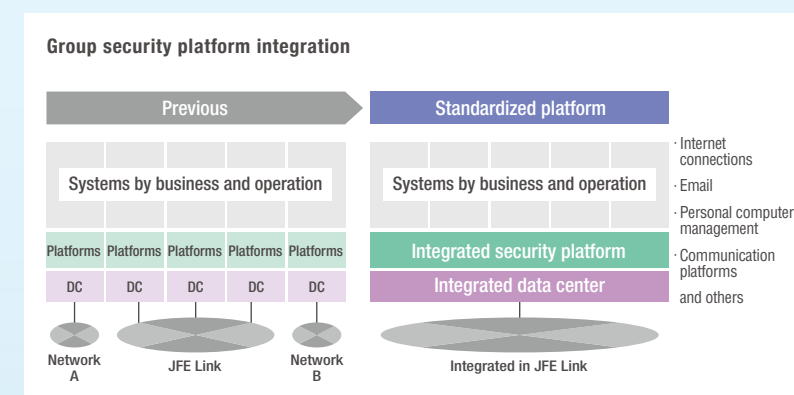 Group security platform integration
Previous
Systems by business and operation
Platforms Platforms Platforms Platforms Platforms
DC DC DC DC DC
Network
A
JFE Link
Network
B
Standardized platform
Systems by business and operation
Integrated security platform
Integrated data center
Integrated in JFE Link
· Internet
connections
· Email
· Personal computer
management
· Communication
platforms
and others